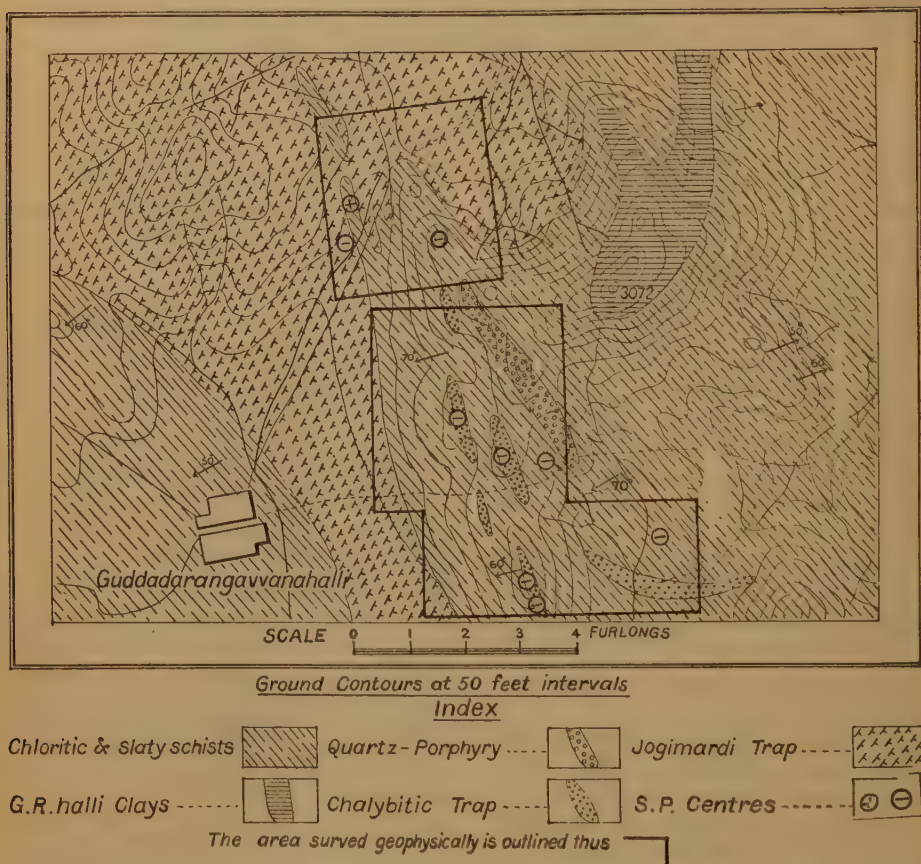 3072
60°
70°
50°
60°
50°
70°
60°
Guddadarangavvanahalli
SCALE 0 1 2 3 4 FURLONGS
Ground Contours at 50 feet intervals
Index
Chloritic & Slaty schists Quartz-Porphyry Jogimardi Trap
G.R.halli Clays Chalybitic Trap S.P. Centres
The area surved geophysically is outlined thus